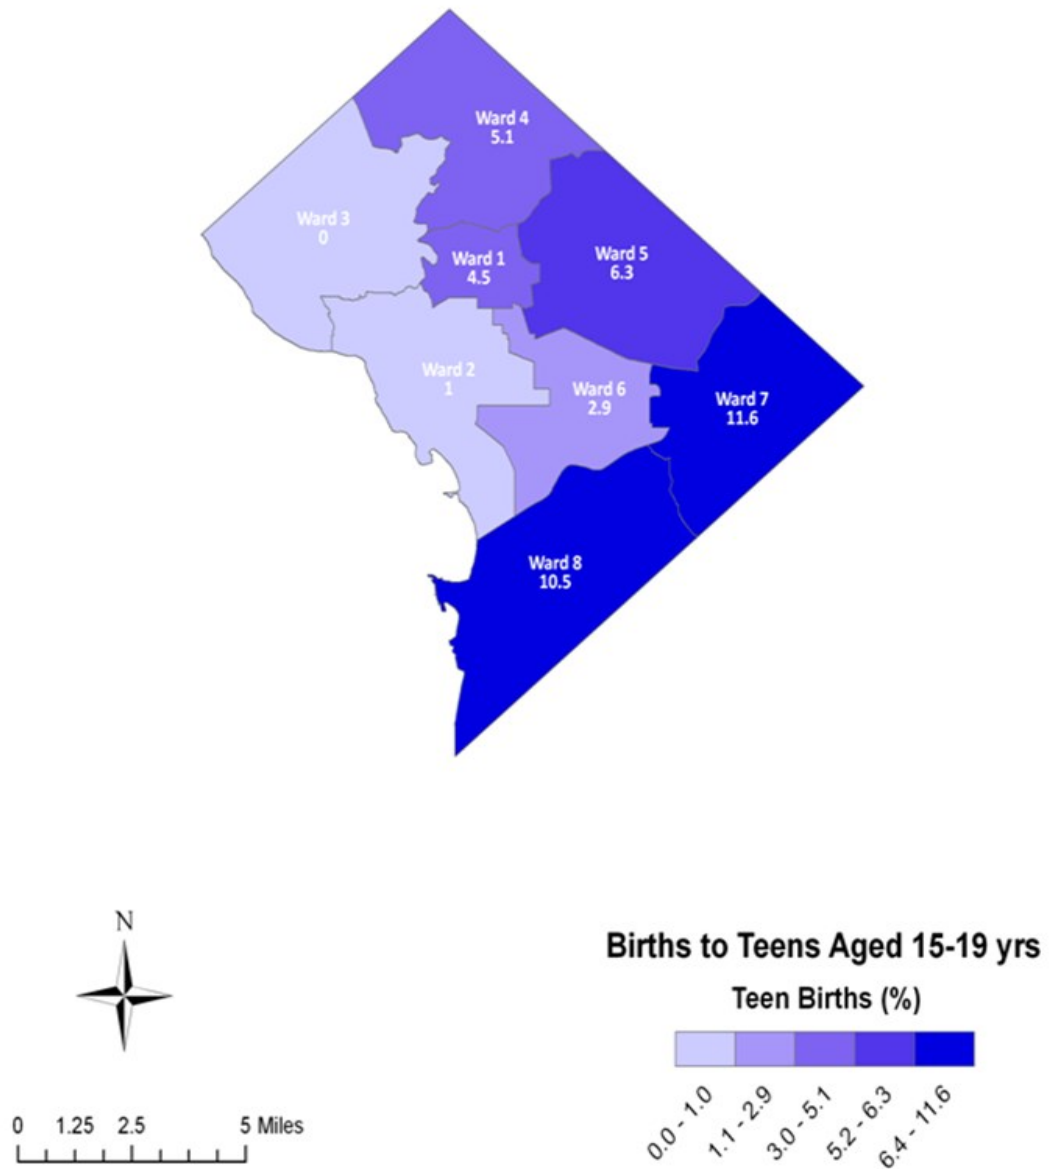 Ward 4
5.1
Ward 3
0
Ward 1
4.5
Ward 5
6.3
Ward 2
1
Ward 6
2.9
Ward 7
11.6
Ward 8
10.5
N
0 1.25 2.5 5 Miles
Births to Teens Aged 15-19 yrs
Teen Births (%)
0.0 - 1.0
1.1 - 2.9
3.0 - 5.1
5.2 - 6.3
6.4 - 11.6